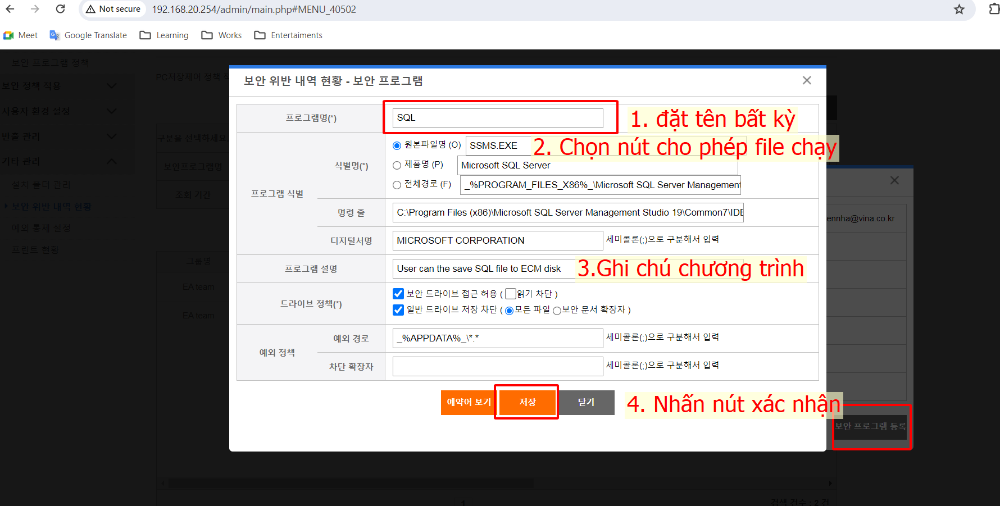 Not secure
192.168.20.254/admin/main.php#MENU_40502
Meet
Google Translate
Learning
Works
Entertaiments
보안 프로그램 정책
보안 정책 적용
사용자 환경 설정
반출 관리
기타 관리
설치 폴더 관리
보안 위반 내역 현황
예외 통제 설정
프린트 현황
PC저장제어 정책
구분을 선택하세요.
보안프로그램명
조회 기간
그룹명
EA team
EA team
보안 위반 내역 현황 - 보안 프로그램
프로그램명(*)
SQL
1. đặt tên bất kỳ
프로그램 식별
식별명(*)
원본파일명 (O)
SSMS.EXE
2. Chọn nút cho phép file chạy
제품명 (P)
Microsoft SQL Server
전체경로 (F)
_%PROGRAM_FILES_X86%_\Microsoft SQL Server Management
명령 줄
C:\Program Files (x86)\Microsoft SQL Server Management Studio 19\Common7\IDE
디지털서명
MICROSOFT CORPORATION
세미콜론(;)으로 구분해서 입력
프로그램 설명
User can the save SQL file to ECM disk
3.Ghi chú chương trình
드라이브 정책(*)
보안 드라이브 접근 허용 ( 읽기 차단 )
일반 드라이브 저장 차단 ( 모든 파일 보안 문서 확장자 )
예외 정책
예외 경로
_%APPDATA%_\*.*
세미콜론(;)으로 구분해서 입력
차단 확장자
세미콜론(;)으로 구분해서 입력
예약어 보기
저장
닫기
4. Nhấn nút xác nhận
ennha@vina.co.kr
보안 프로그램 등록
1
검색 건수 : 2 건